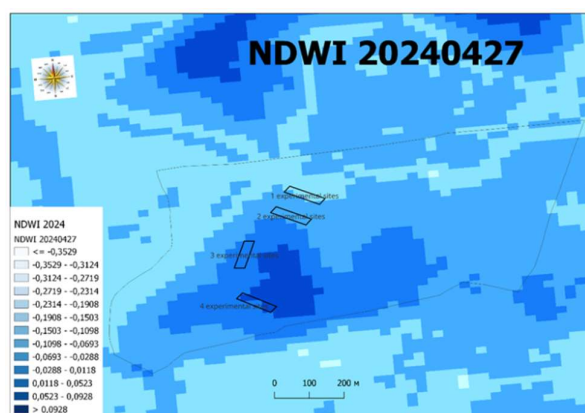 NDWI 20240427
1 experimental sites
2 experimental sites
3 experimental sites
4 experimental sites
NDWI 2024
NDWI 20240427
<= -0,3529
-0,3529 - -0,3124
-0,3124 - -0,2719
-0,2719 - -0,2314
-0,2314 - -0,1908
-0,1908 - -0,1503
-0,1503 - -0,1098
-0,1098 - -0,0693
-0,0693 - -0,0288
-0,0288 - 0,0118
0,0118 - 0,0523
0,0523 - 0,0928
> 0,0928
0 100 200 m